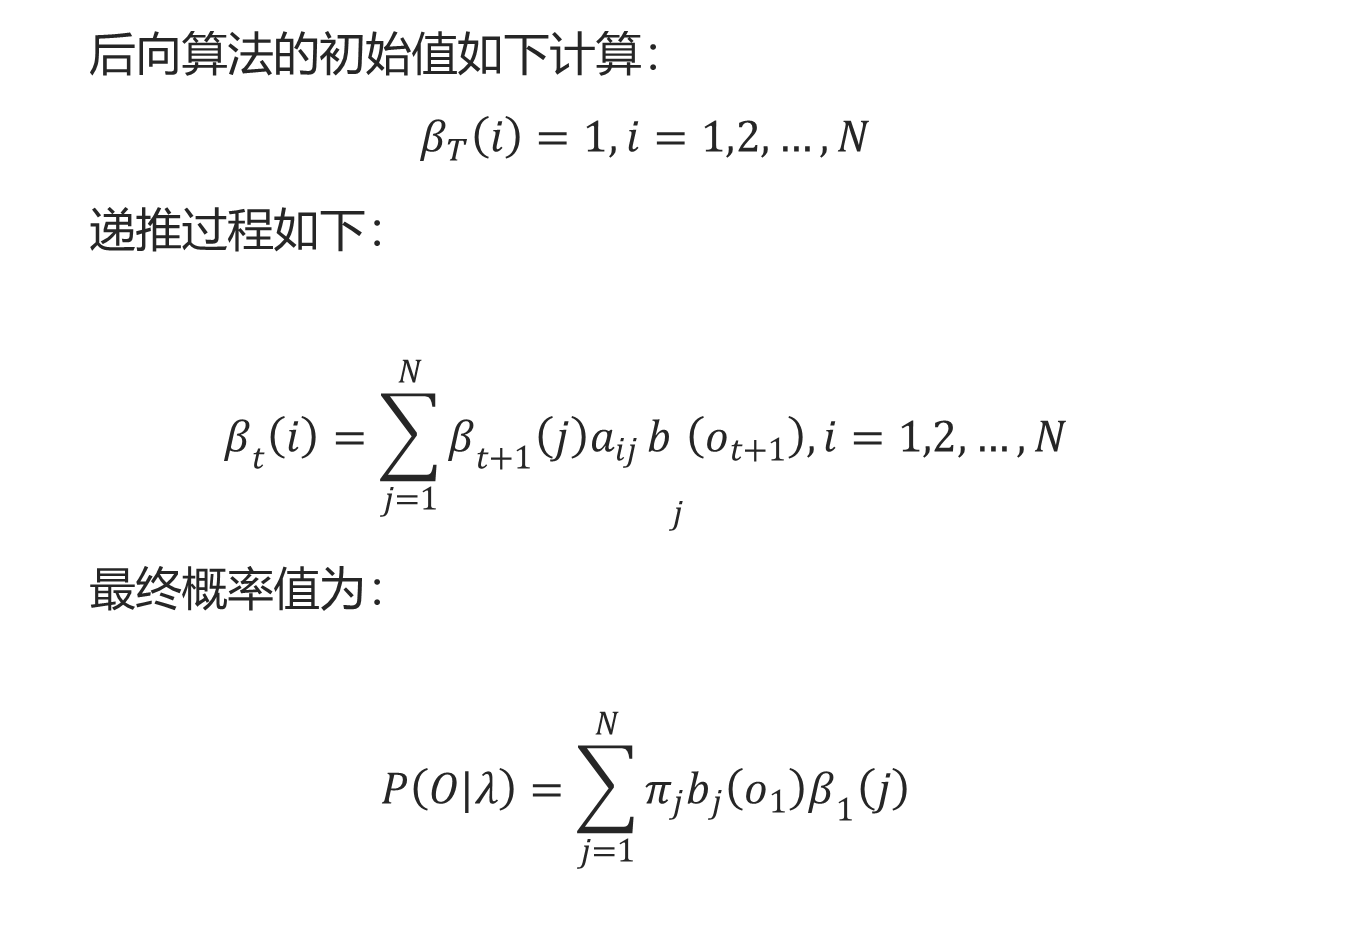 后向算法的初始值如下计算：
β_T(i) = 1, i = 1,2, … , N
递推过程如下：
β_t(i) = ∑_{j=1}^{N} β_{t+1}(j)a_{ij} b_j (o_{t+1}), i = 1,2, … , N
最终概率值为：
P(O|λ) = ∑_{j=1}^{N} π_j b_j(o_1)β_1(j)